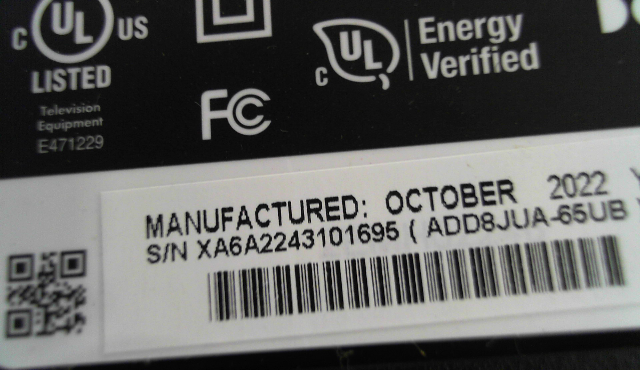 C UL US
LISTED
Television
Equipment
E471229
FC
C UL
Energy
Verified
MANUFACTURED: OCTOBER 2022
S/N XA6A2243101695 ( ADD8JUA-65UB